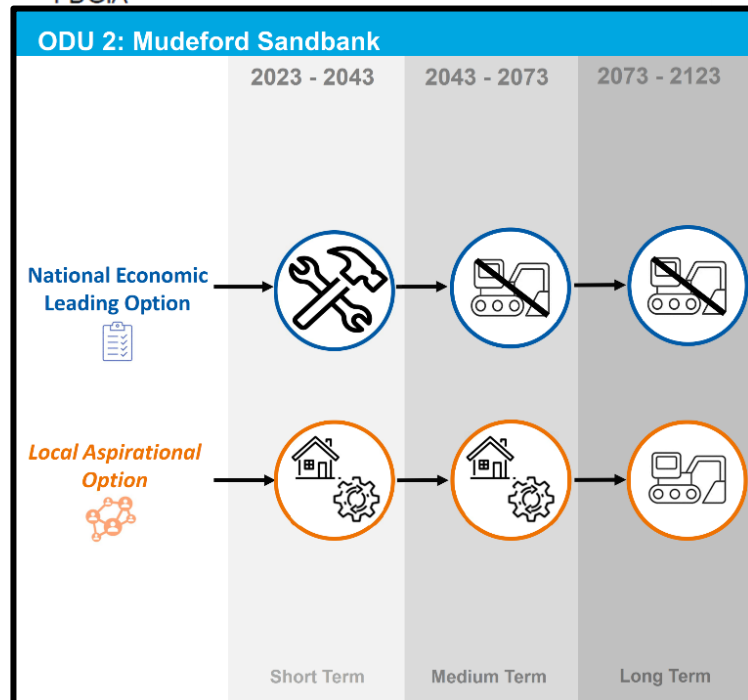 ODU 2: Mudeford Sandbank
2023 - 2043
2043 - 2073
2073 - 2123
National Economic
Leading Option
Local Aspirational
Option
Short Term
Medium Term
Long Term